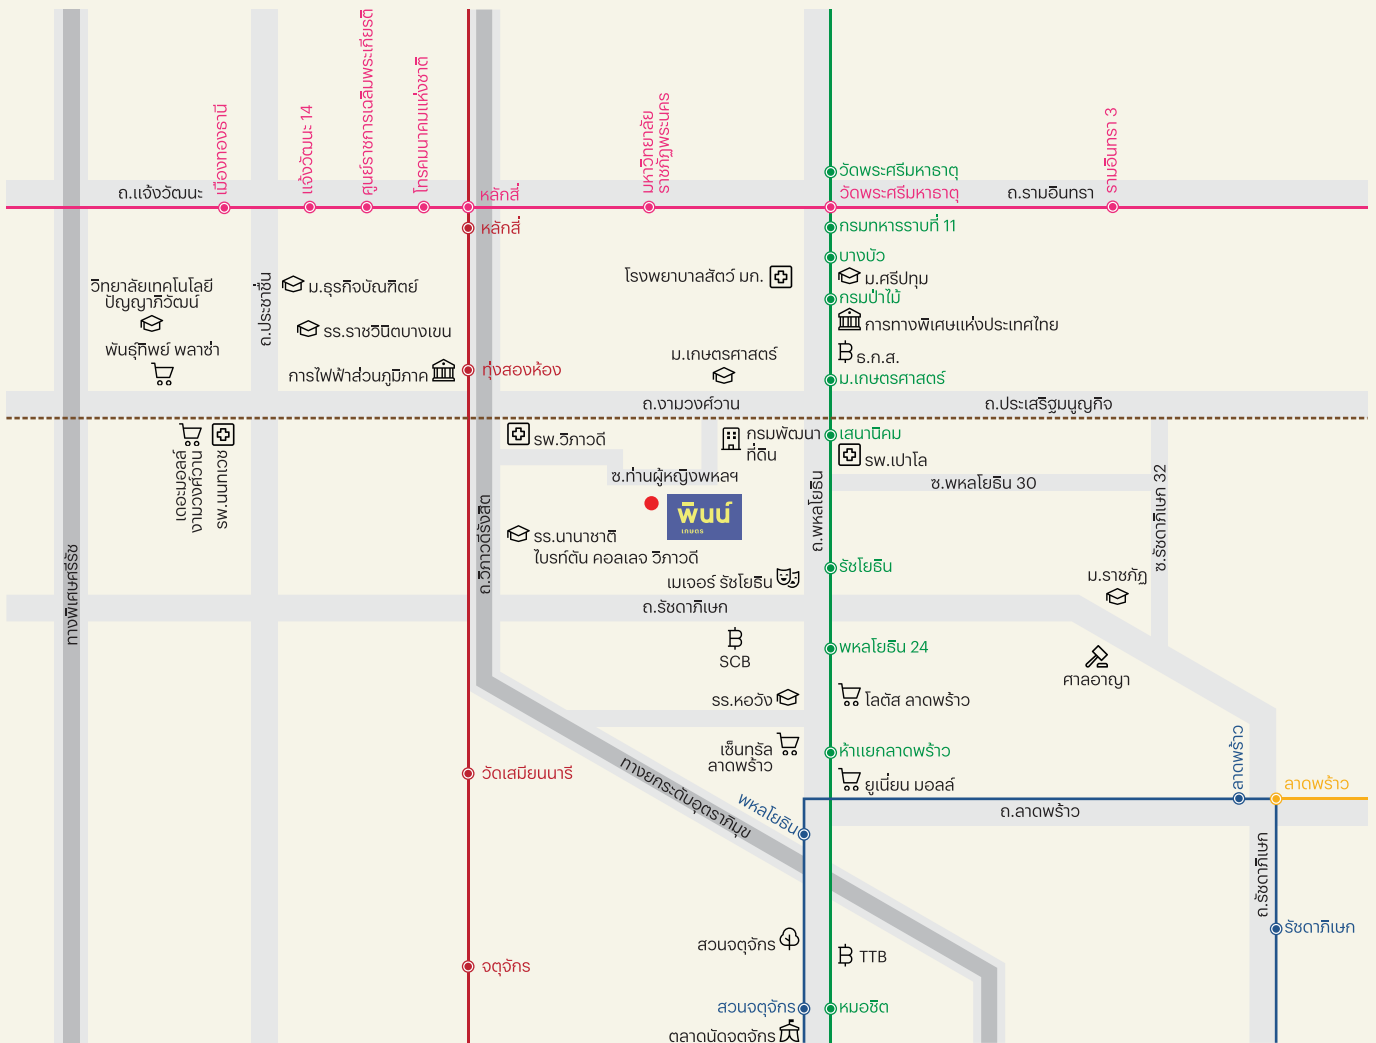 เมืองทองธานี
แจ้งวัฒนะ 14
ศูนย์ราชการเฉลิมพระเกียรติ
โทรคมนาคมแห่งชาติ
มหาวิทยาลัย
ราชภัฏพระนคร
รามอินทรา 3
วัดพระศรีมหาธาตุ
ถ.แจ้งวัฒนะ
หลักสี่
วัดพระศรีมหาธาตุ
ถ.รามอินทรา
หลักสี่
กรมทหารราบที่ 11
บางบัว
โรงพยาบาลสัตว์ มก.
ม.ศรีปทุม
วิทยาลัยเทคโนโลยี
ปัญญาภิวัฒน์
ถ.ประชาชื่น
ม.ธุรกิจบัณฑิตย์
กรมป่าไม้
รร.ราชวินิตบางเขน
การทางพิเศษแห่งประเทศไทย
พันธุ์ทิพย์ พลาซ่า
ม.เกษตรศาสตร์
ธ.ก.ส.
การไฟฟ้าส่วนภูมิภาค
ทุ่งสองห้อง
ม.เกษตรศาสตร์
ถ.งามวงศ์วาน
ถ.ประเสริฐมนูญกิจ
เดอะมอลล์
งามวงศ์วาน
รพ.นนทเวช
รพ.วิภาวดี
กรมพัฒนา
ที่ดิน
เสนานิคม
รพ.เปาโล
ซ.ท่านผู้หญิงพหลฯ
ซ.พหลโยธิน 30
ซ.รัชดาภิเษก 32
พินน์
เกษตร
ถ.วิภาวดีรังสิต
ถ.พหลโยธิน
รร.นานาชาติ
ไบรท์ตัน คอลเลจ วิภาวดี
ทางพิเศษศรีรัช
เมเจอร์ รัชโยธิน
รัชโยธิน
ม.ราชภัฏ
ถ.รัชดาภิเษก
SCB
พหลโยธิน 24
ศาลอาญา
รร.หอวัง
โลตัส ลาดพร้าว
เซ็นทรัล
ลาดพร้าว
ห้าแยกลาดพร้าว
วัดเสมียนนารี
ทางยกระดับอุตราภิมุข
ยูเนี่ยน มอลล์
ลาดพร้าว
ลาดพร้าว
พหลโยธิน
ถ.ลาดพร้าว
ถ.รัชดาภิเษก
รัชดาภิเษก
สวนจตุจักร
TTB
จตุจักร
สวนจตุจักร
หมอชิต
ตลาดนัดจตุจักร